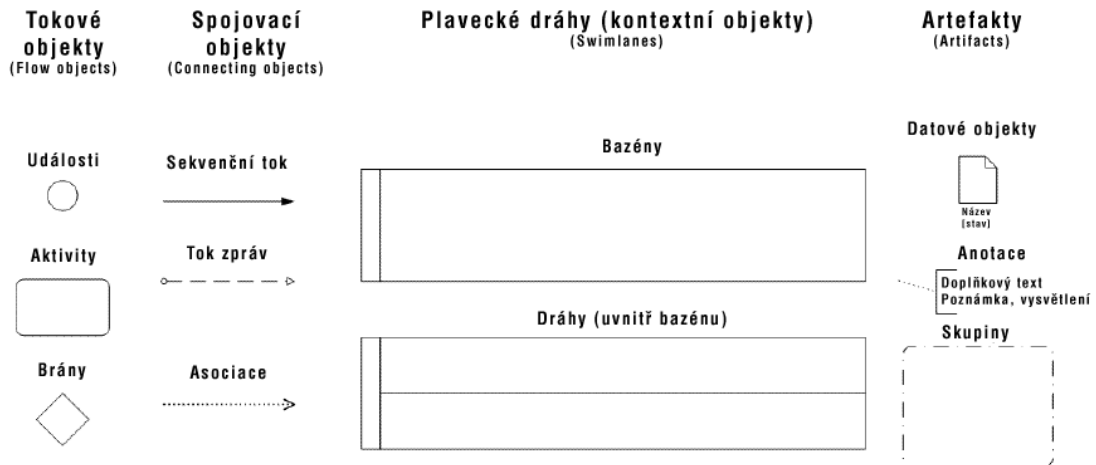 Tokové
objekty
(Flow objects)
Události
Aktivity
Brány
Spojovací
objekty
(Connecting objects)
Sekvenční tok
Tok zpráv
Asociace
Plavecké dráhy (kontextní objekty)
(Swimlanes)
Bazény
Dráhy (uvnitř bazénu)
Artefakty
(Artifacts)
Datové objekty
Název
[stav]
Anotace
Doplňkový text
Poznámka, vysvětlení
Skupiny